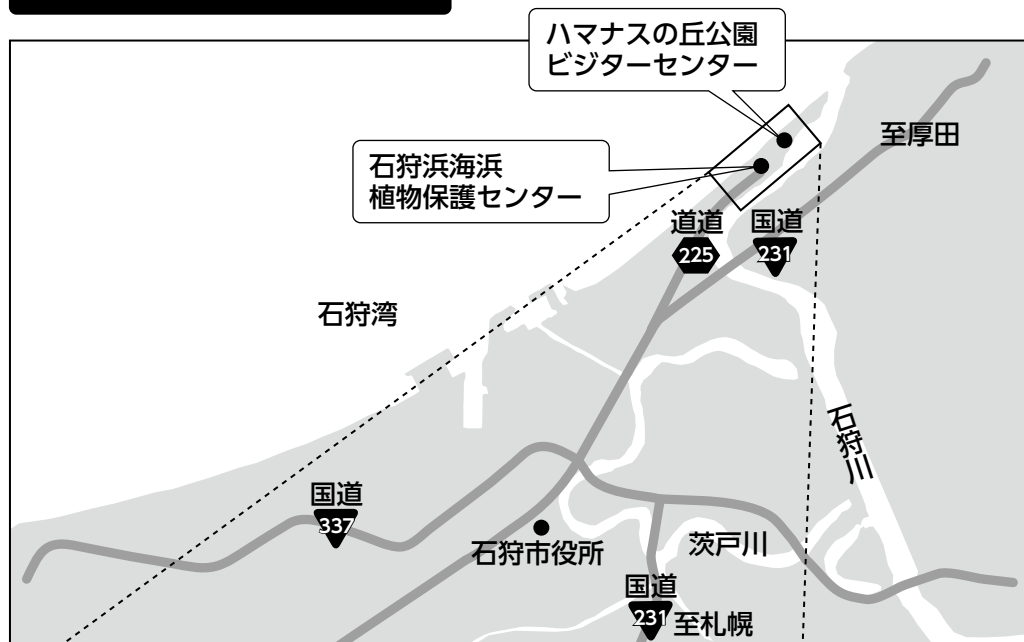 ハマナスの丘公園
ビジターセンター
至厚田
石狩浜海浜
植物保護センター
道道
225
国道
231
石狩湾
石狩川
国道
337
石狩市役所
茨戸川
国道
231
至札幌